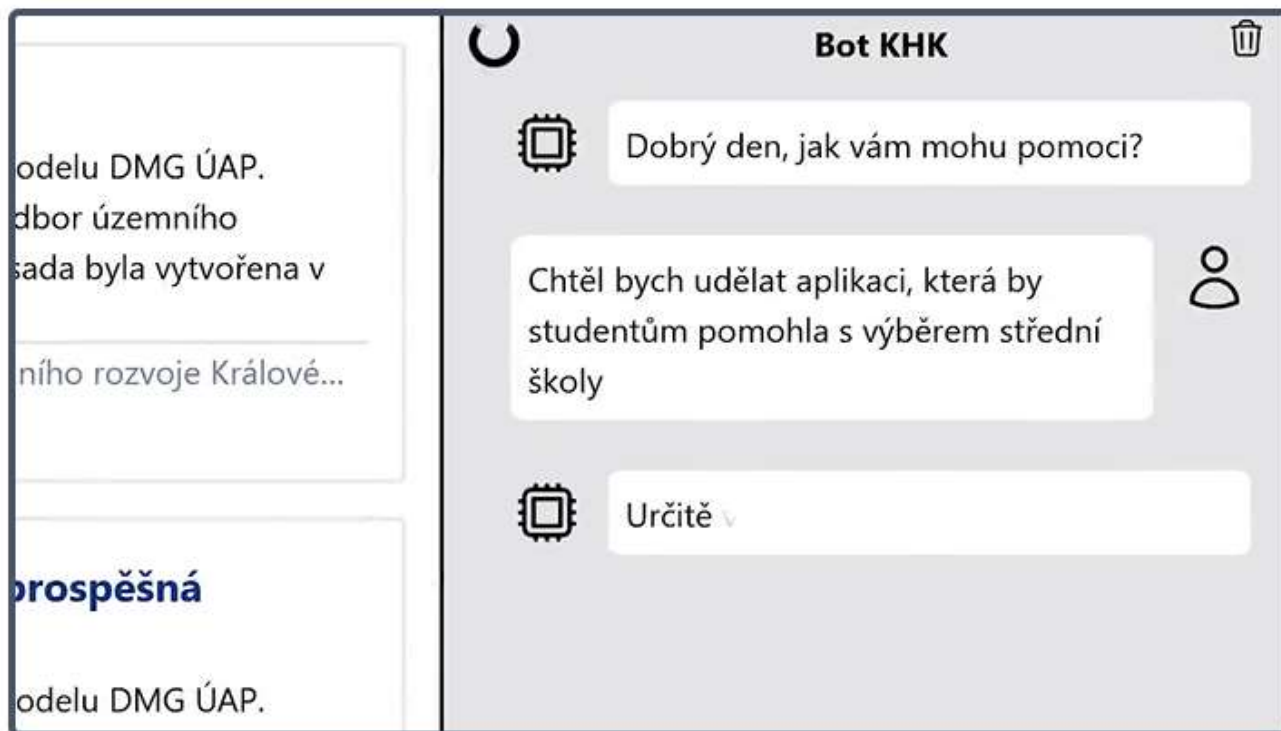 odelu DMG ÚAP.
dbor územního
sada byla vytvořena v
ního rozvoje Králové...
prospěšná
odelu DMG ÚAP.
Bot KHK
Dobrý den, jak vám mohu pomoci?
Chtěl bych udělat aplikaci, která by
studentům pomohla s výběrem střední
školy
Určitě v